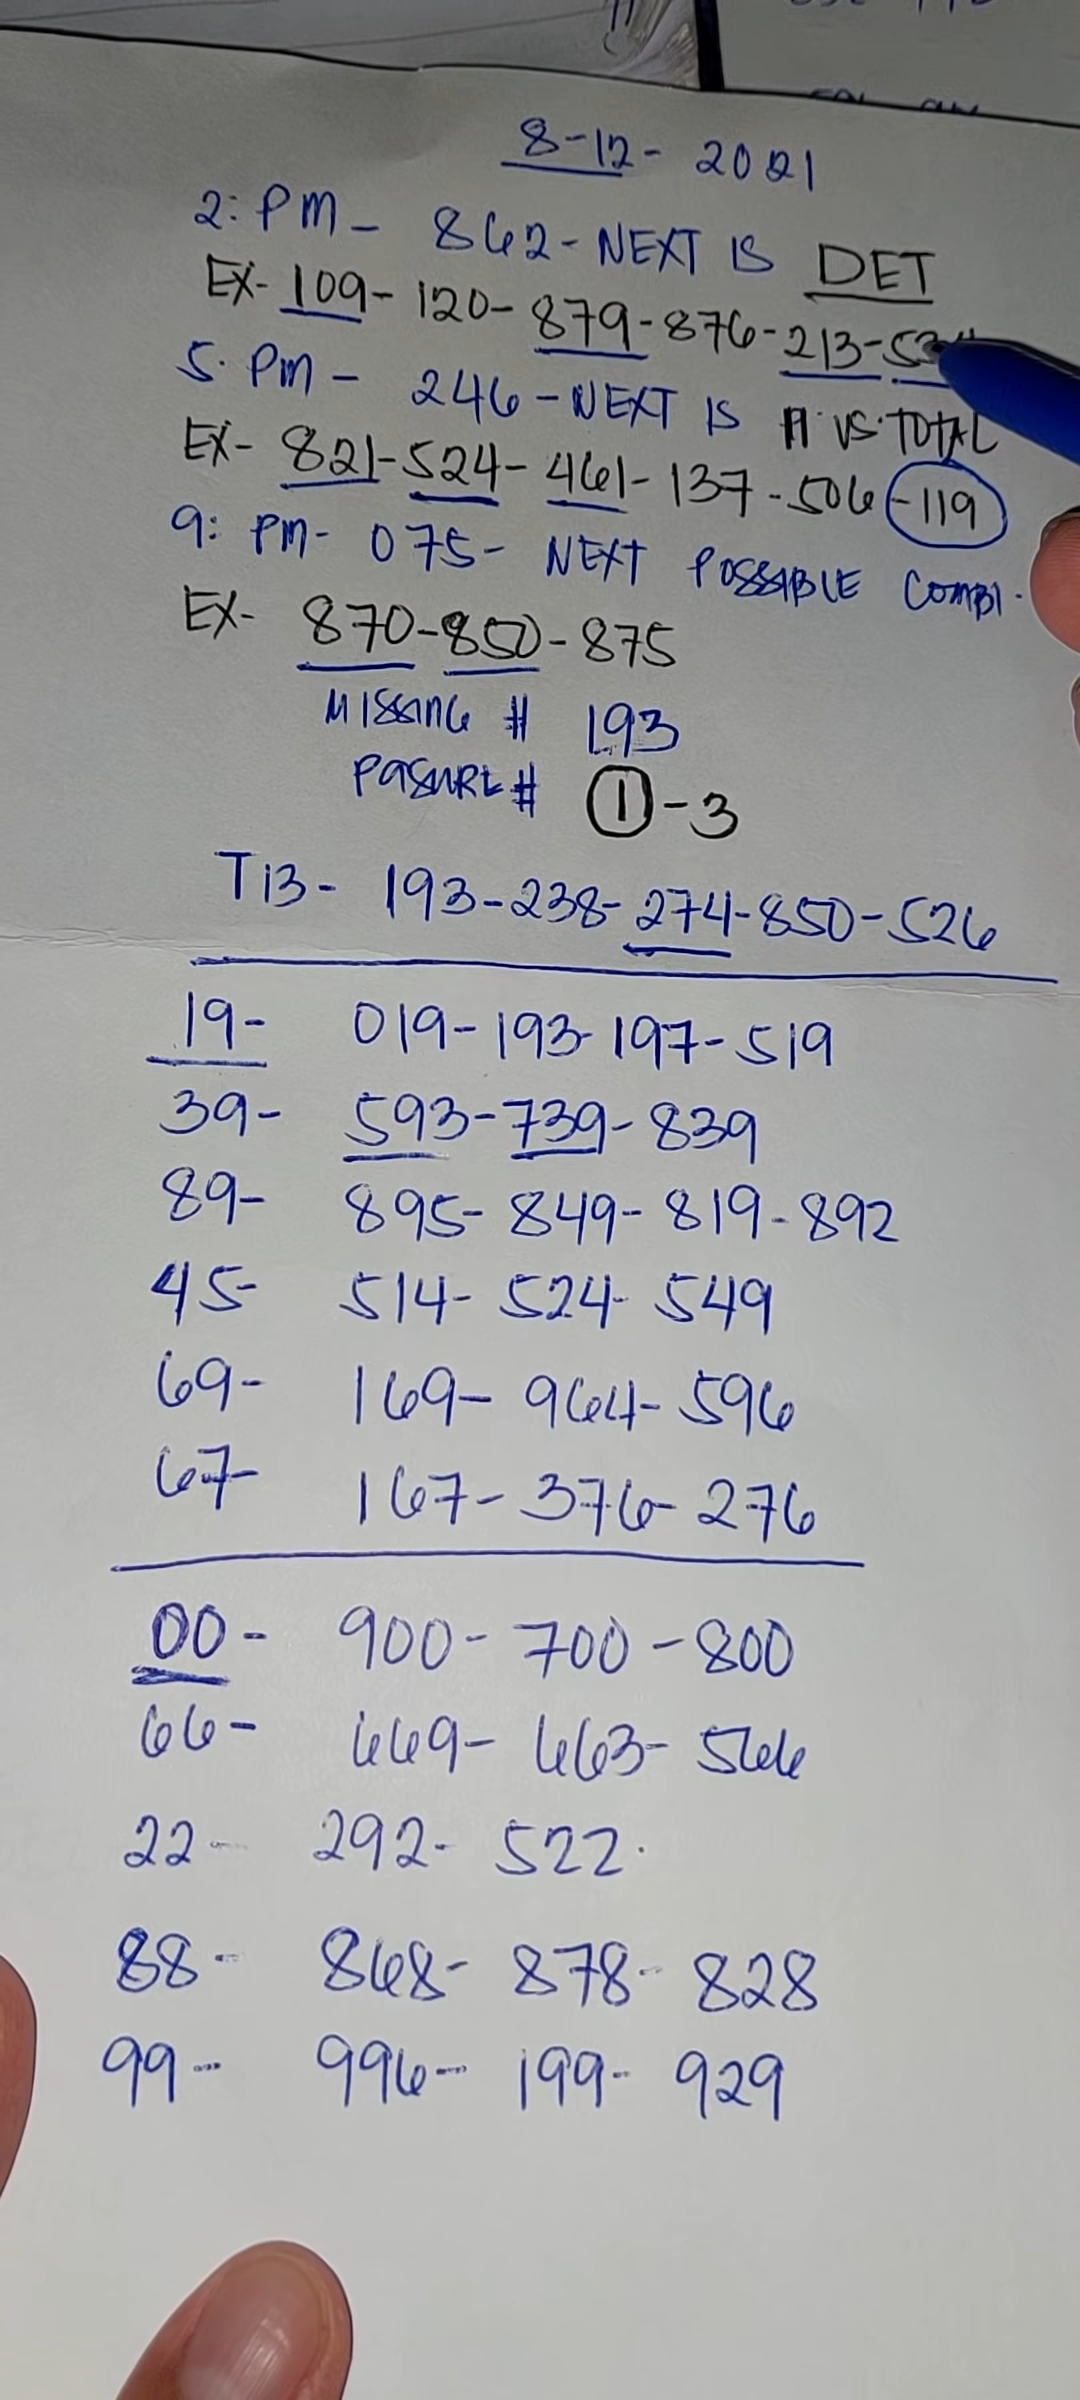 8-12-2021
2:PM- 862-NEXT IS DET
EX-109-120-879-876-213-
5.PM- 246-NEXT IS # VS.TOTAL
EX-821-524-461-137-506-119
9:PM- 075-NEXT POSSIBLE COMBI.
EX-870-850-875
MISSING # 193
PASURE# 1-3
T13-193-238-274-850-526
19- 019-193-197-519
39- 593-739-839
89- 895-849-819-892
45- 514-524-549
69- 169-964-596
67- 167-376-276
00- 900-700-800
66- 669-663-566
22- 292-522.
88- 868-878-828
99- 996-199-929